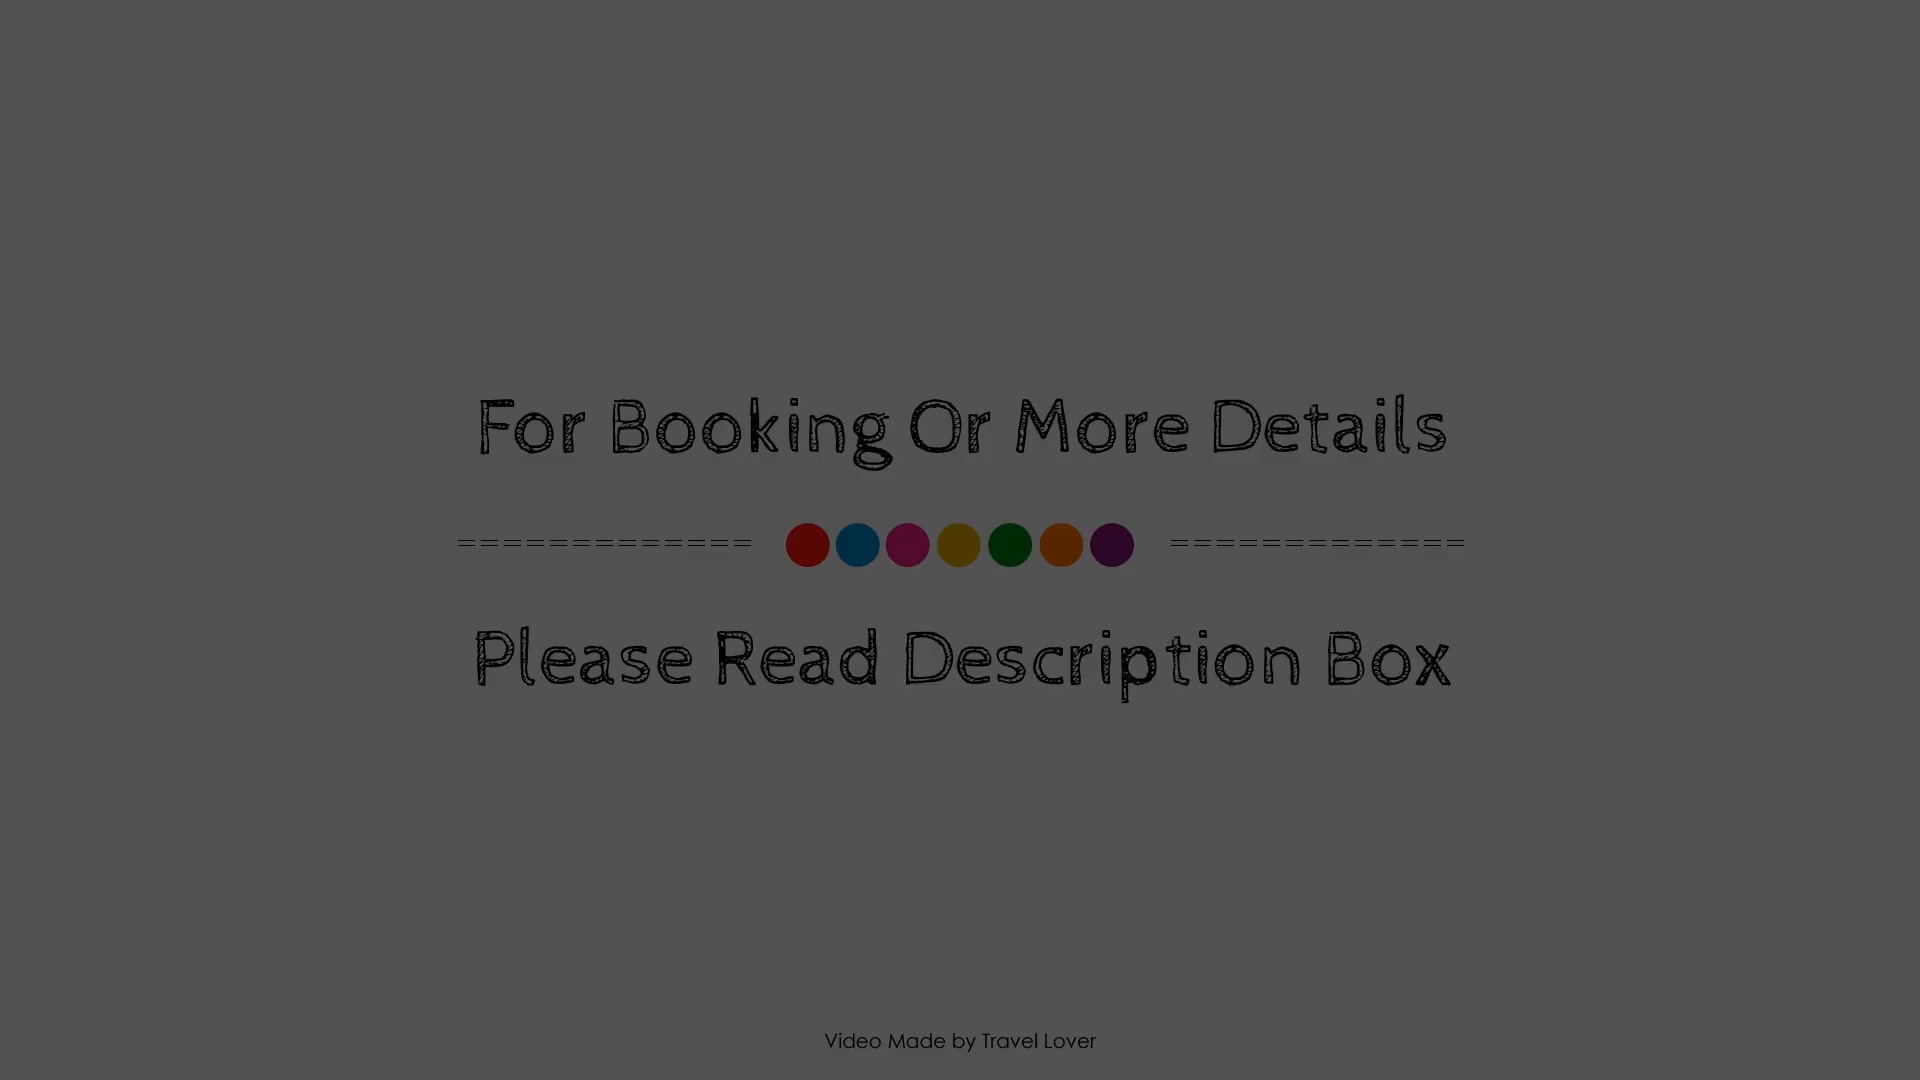 For Booking Or More Details
============= =============
Please Read Description Box
Video Made by Travel Lover